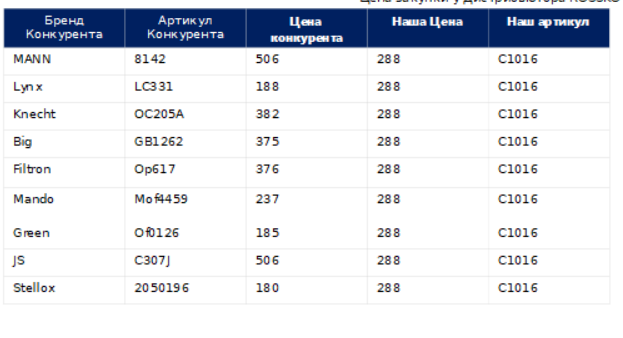 Цена закупки у дистрибьютора
Бренд Конкурента Артикул Конкурента Цена конкурента Наша Цена Наш артикул
MANN 8142 506 288 C1016
Lynx LC331 188 288 C1016
Knecht OC205A 382 288 C1016
Big GB1262 375 288 C1016
Filtron Op617 376 288 C1016
Mando Mof4459 237 288 C1016
Green Of0126 185 288 C1016
JS C307J 506 288 C1016
Stellox 2050196 180 288 C1016